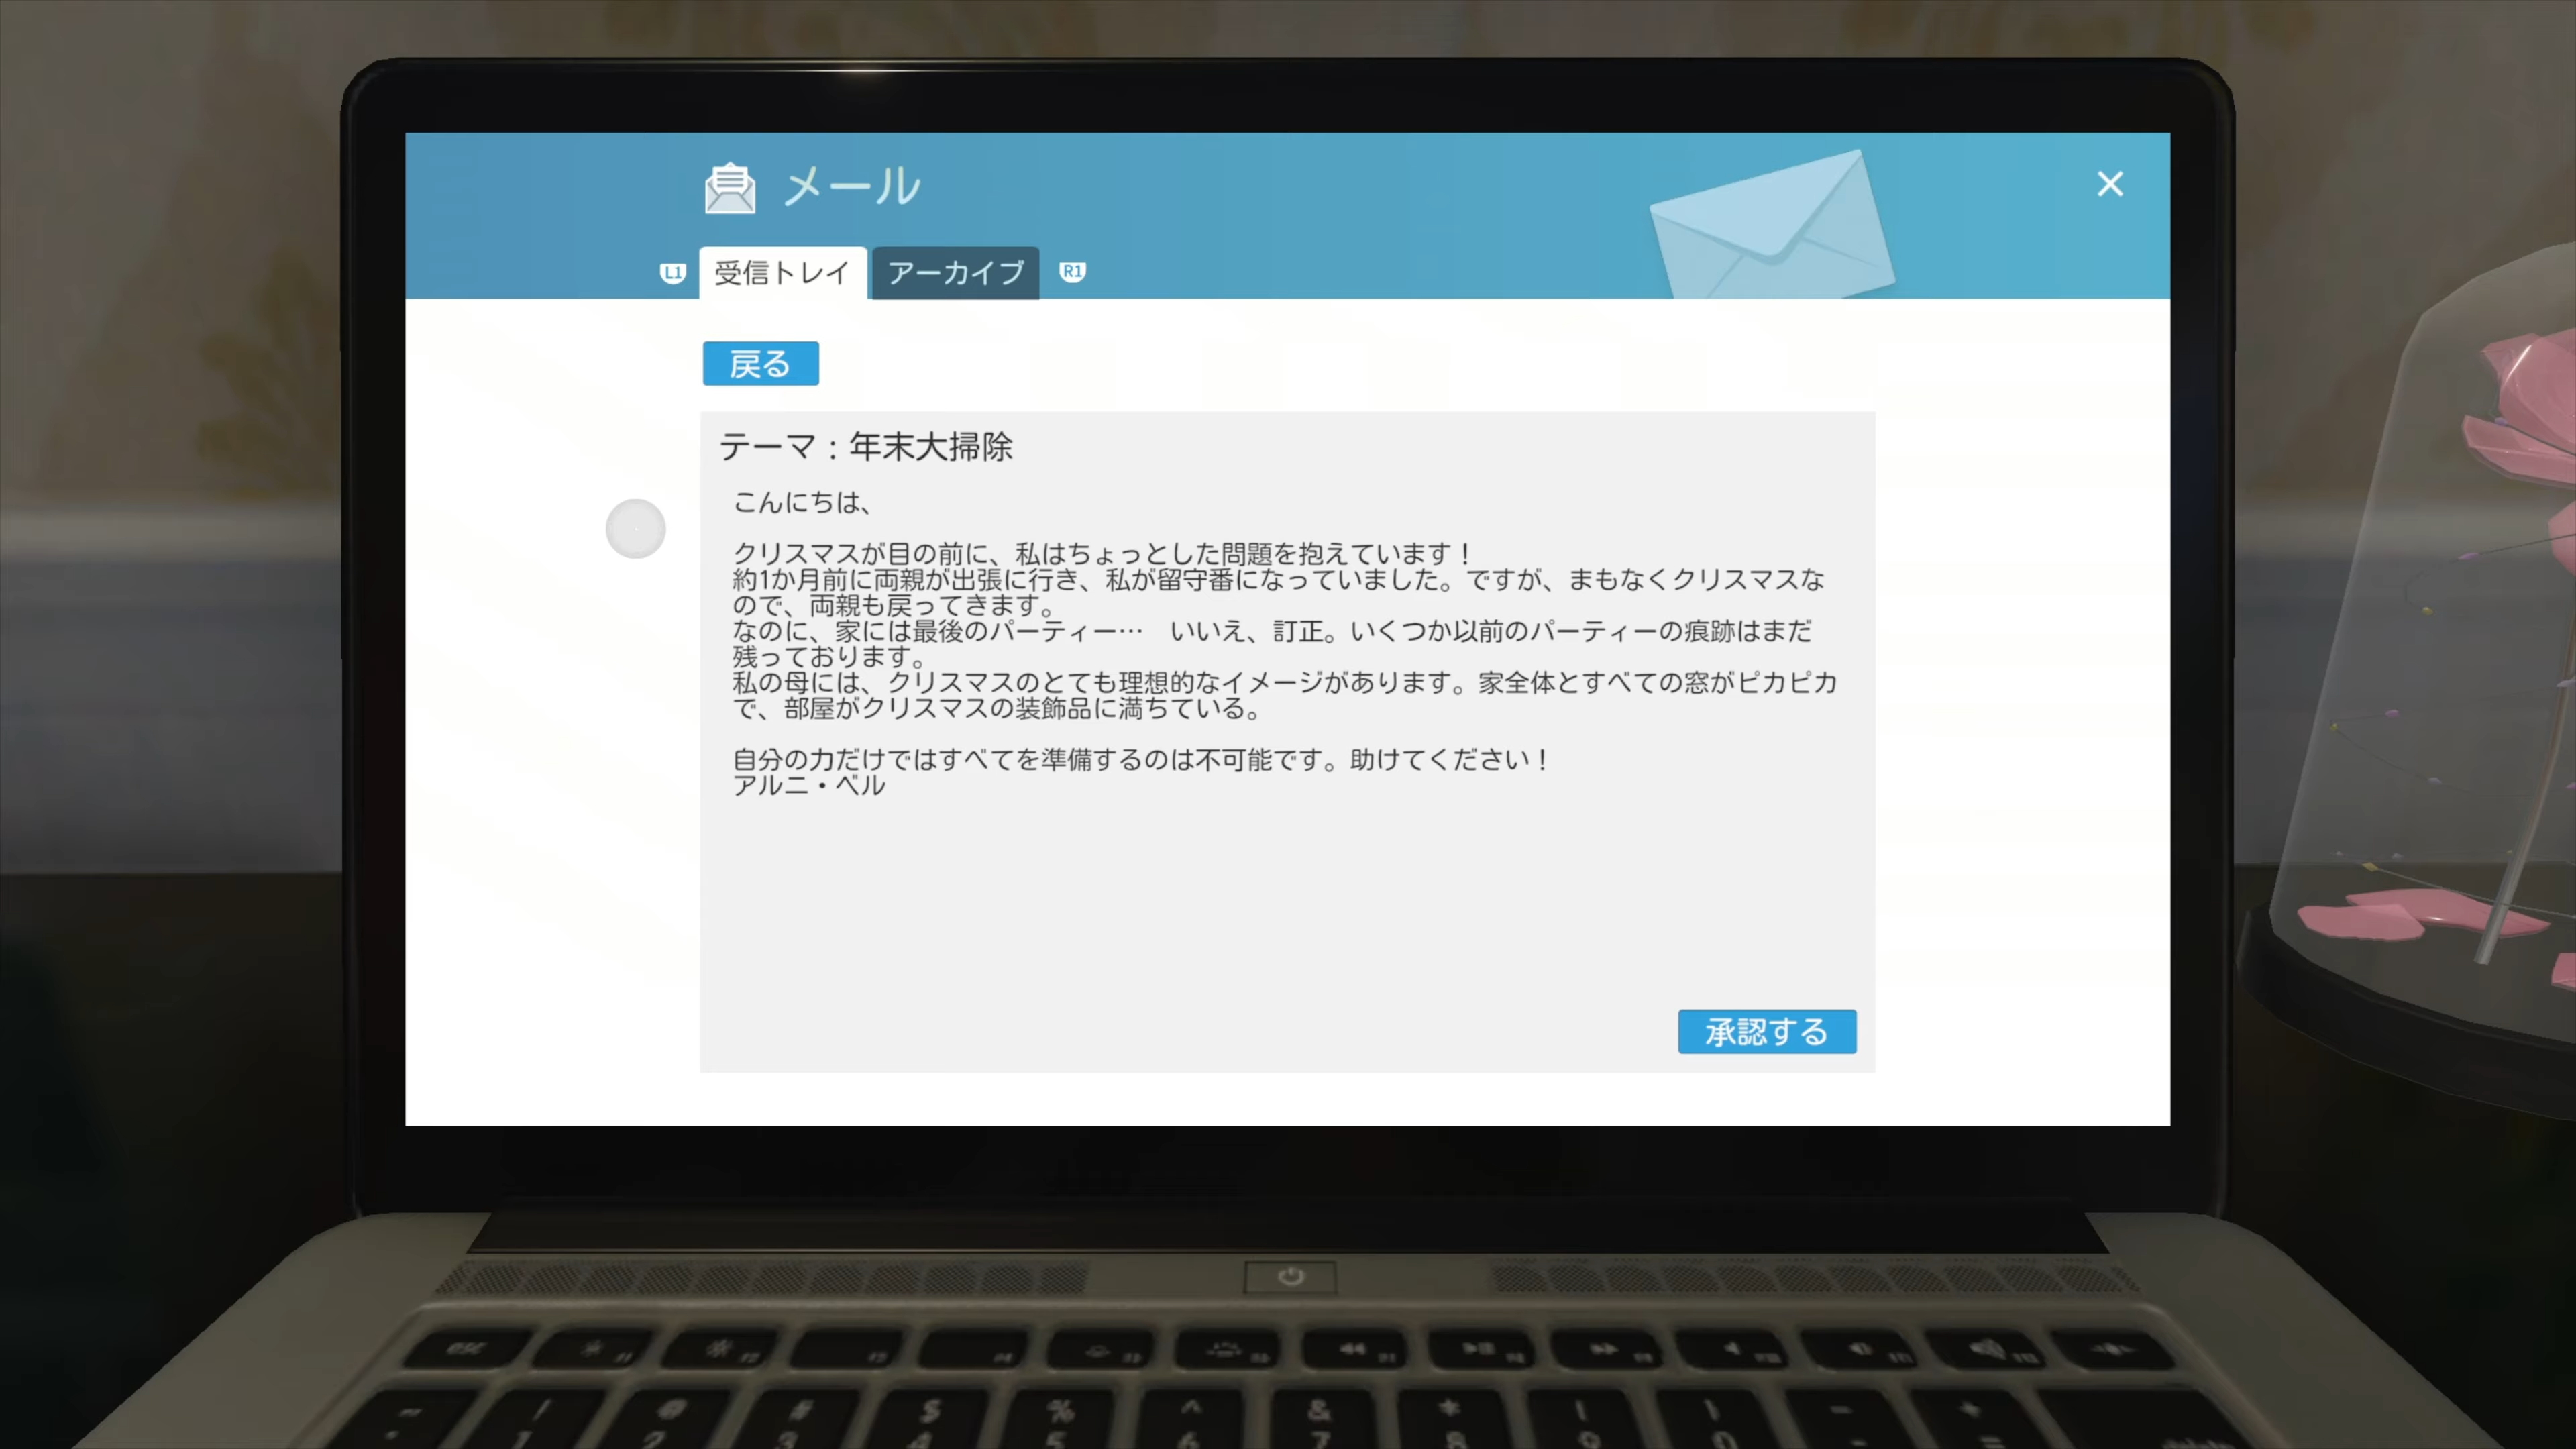 メール
L1 受信トレイ アーカイブ R1
戻る
テーマ：年末大掃除
こんにちは、
クリスマスが目の前に、私はちょっとした問題を抱えています！
約1か月前に両親が出張に行き、私が留守番になっていました。ですが、まもなくクリスマスな
ので、両親も戻ってきます。
なのに、家には最後のパーティー… いいえ、訂正。いくつか以前のパーティーの痕跡はまだ
残っております。
私の母には、クリスマスのとても理想的なイメージがあります。家全体とすべての窓がピカピカ
で、部屋がクリスマスの装飾品に満ちている。
自分の力だけではすべてを準備するのは不可能です。助けてください！
アルニ・ベル
承認する
esc
! @ # $ % ^ & * ( ) - +
1 2 3 4 5 6 7 8 9 0 - =